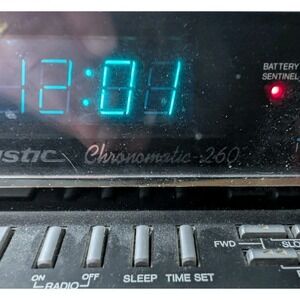 BATTERY
SENTINEL
12:01
Chronomatic-260
FWD
ON
OFF
RADIO
SLEEP
TIME SET